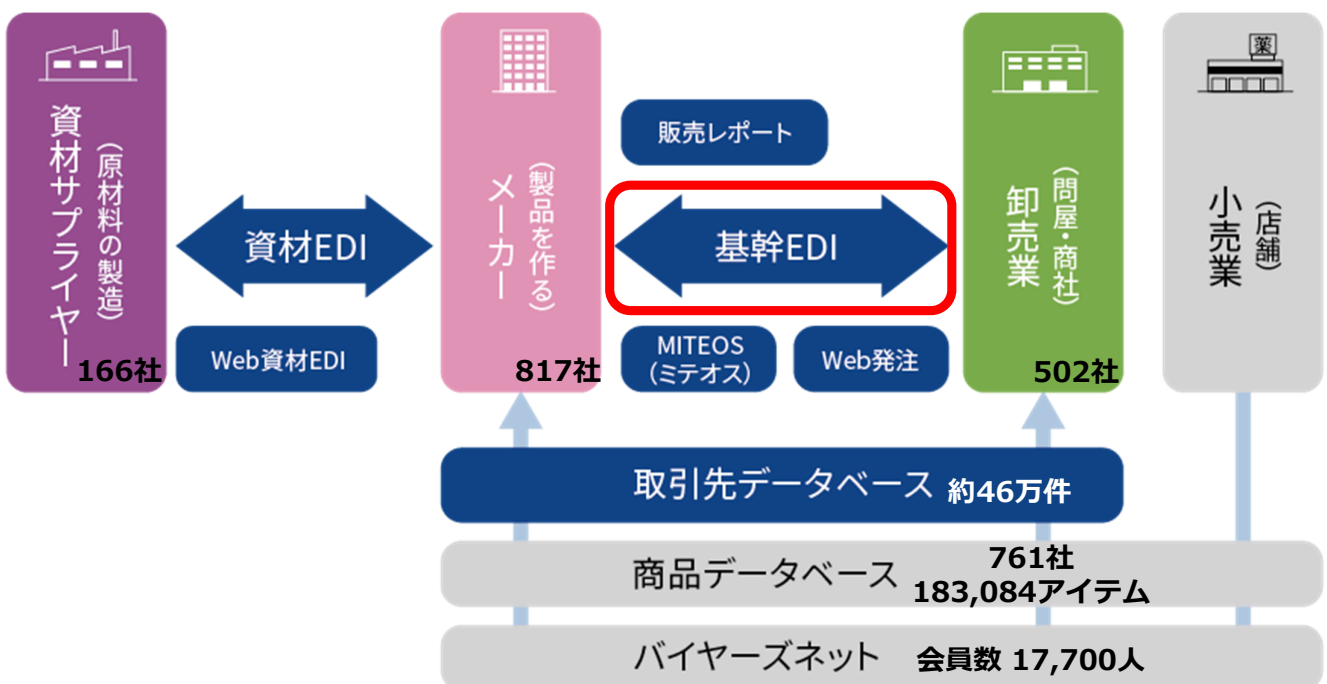 資材サプライヤー
（原材料の製造）
166社
資材EDI
Web資材EDI
メーカー
（製品を作る）
817社
販売レポート
基幹EDI
MITEOS
（ミテオス）
Web発注
卸売業
（問屋・商社）
502社
薬
小売業
（店舗）
取引先データベース 約46万件
商品データベース
761社
183,084アイテム
バイヤーズネット 会員数 17,700人